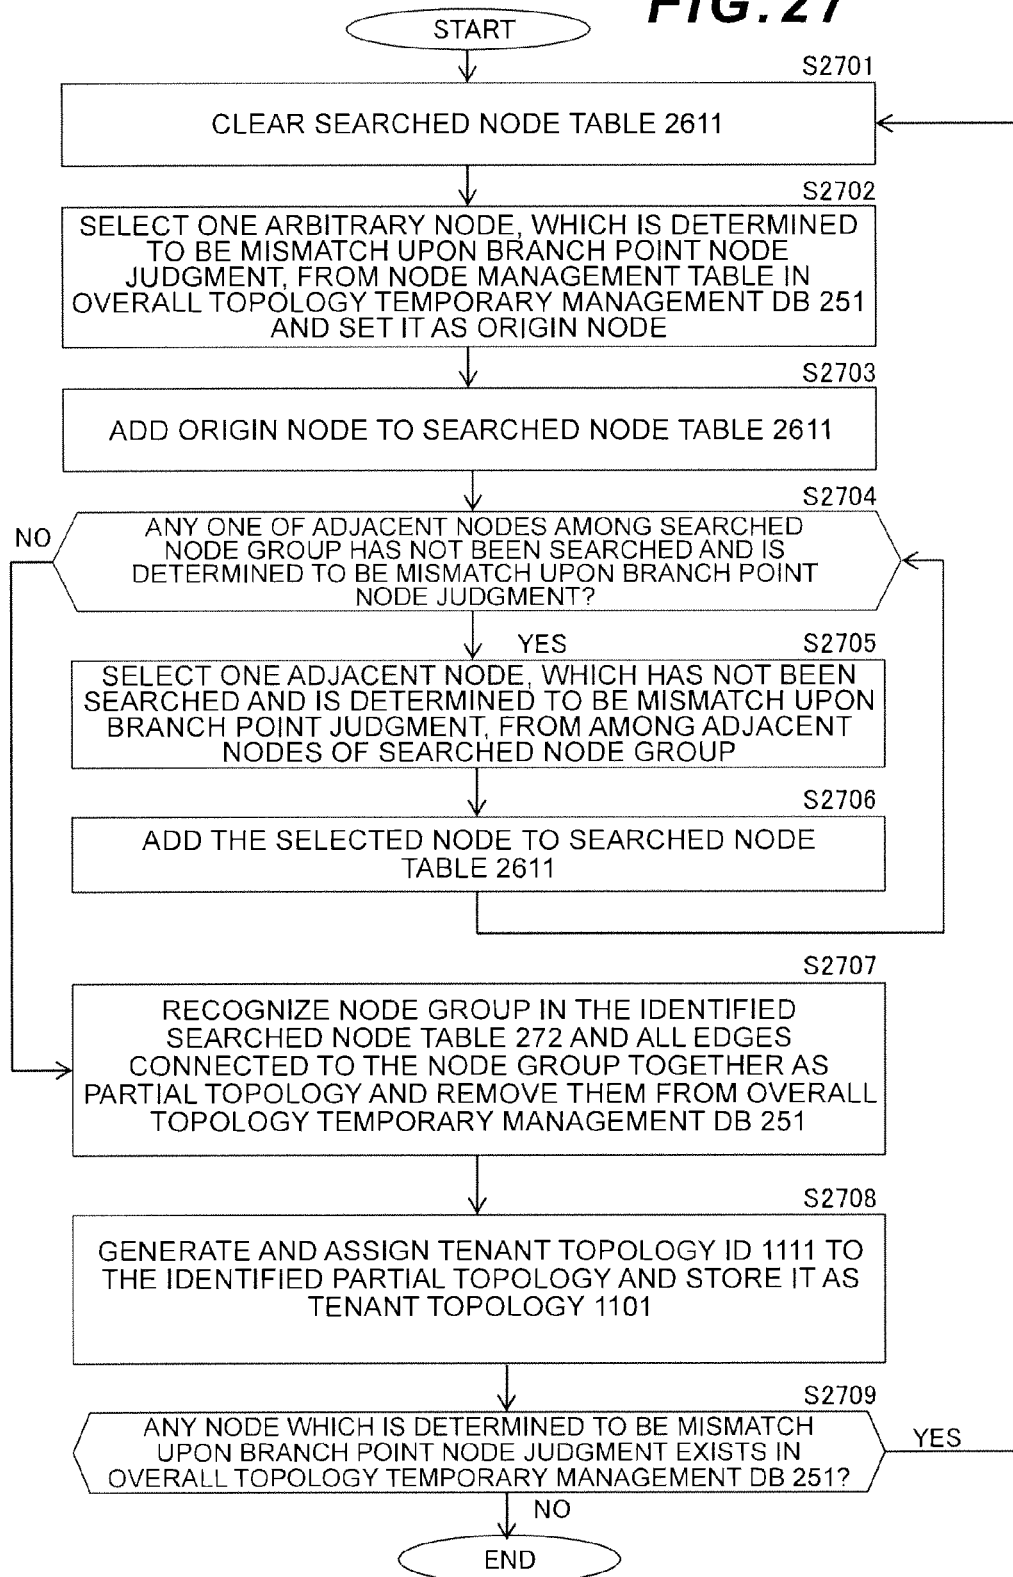 FIG. 27
START
S2701
CLEAR SEARCHED NODE TABLE 2611
S2702
SELECT ONE ARBITRARY NODE, WHICH IS DETERMINED
TO BE MISMATCH UPON BRANCH POINT NODE
JUDGMENT, FROM NODE MANAGEMENT TABLE IN
OVERALL TOPOLOGY TEMPORARY MANAGEMENT DB 251
AND SET IT AS ORIGIN NODE
S2703
ADD ORIGIN NODE TO SEARCHED NODE TABLE 2611
S2704
NO
ANY ONE OF ADJACENT NODES AMONG SEARCHED
NODE GROUP HAS NOT BEEN SEARCHED AND IS
DETERMINED TO BE MISMATCH UPON BRANCH POINT
NODE JUDGMENT?
YES
S2705
SELECT ONE ADJACENT NODE, WHICH HAS NOT BEEN
SEARCHED AND IS DETERMINED TO BE MISMATCH UPON
BRANCH POINT JUDGMENT, FROM AMONG ADJACENT
NODES OF SEARCHED NODE GROUP
S2706
ADD THE SELECTED NODE TO SEARCHED NODE
TABLE 2611
S2707
RECOGNIZE NODE GROUP IN THE IDENTIFIED
SEARCHED NODE TABLE 272 AND ALL EDGES
CONNECTED TO THE NODE GROUP TOGETHER AS
PARTIAL TOPOLOGY AND REMOVE THEM FROM OVERALL
TOPOLOGY TEMPORARY MANAGEMENT DB 251
S2708
GENERATE AND ASSIGN TENANT TOPOLOGY ID 1111 TO
THE IDENTIFIED PARTIAL TOPOLOGY AND STORE IT AS
TENANT TOPOLOGY 1101
S2709
ANY NODE WHICH IS DETERMINED TO BE MISMATCH
UPON BRANCH POINT NODE JUDGMENT EXISTS IN
OVERALL TOPOLOGY TEMPORARY MANAGEMENT DB 251?
YES
NO
END